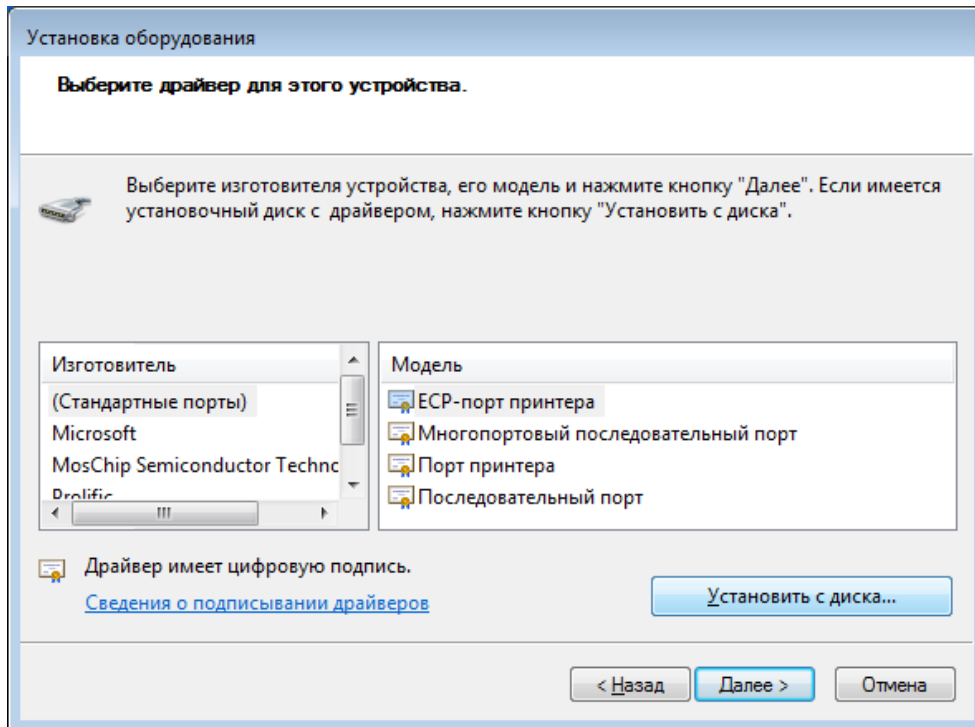 Установка оборудования
Выберите драйвер для этого устройства.
Выберите изготовителя устройства, его модель и нажмите кнопку "Далее". Если имеется
установочный диск с драйвером, нажмите кнопку "Установить с диска".
Изготовитель
(Стандартные порты)
Microsoft
MosChip Semiconductor Techno
Prolific
Модель
ECP-порт принтера
Многопортовый последовательный порт
Порт принтера
Последовательный порт
Драйвер имеет цифровую подпись.
Сведения о подписывании драйверов
Установить с диска...
< Назад
Далее >
Отмена